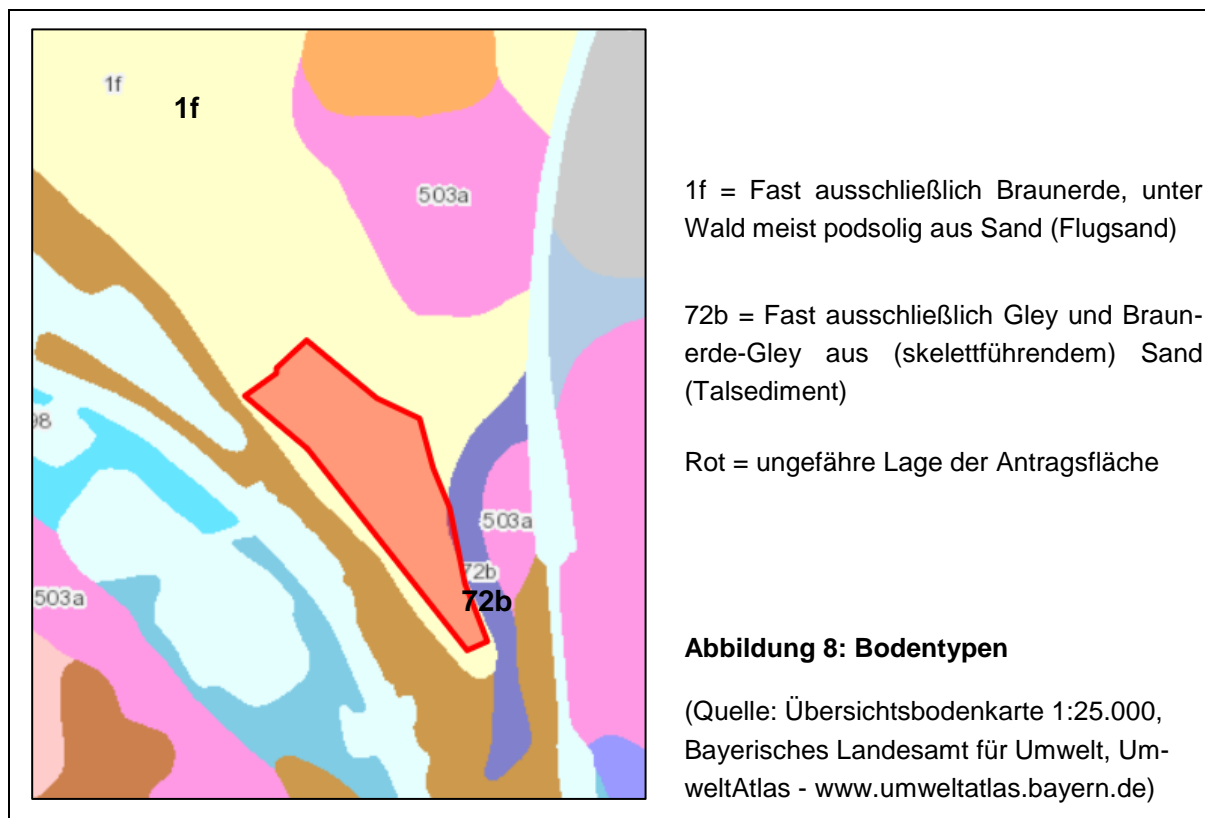 1f
1f
503a
98
503a
72b
72b
503a
1f = Fast ausschließlich Braunerde, unter
Wald meist podsolig aus Sand (Flugsand)
72b = Fast ausschließlich Gley und Braun-
erde-Gley aus (skelettführendem) Sand
(Talsediment)
Rot = ungefähre Lage der Antragsfläche
Abbildung 8: Bodentypen
(Quelle: Übersichtsbodenkarte 1:25.000,
Bayerisches Landesamt für Umwelt, Um-
weltAtlas - www.umweltatlas.bayern.de)